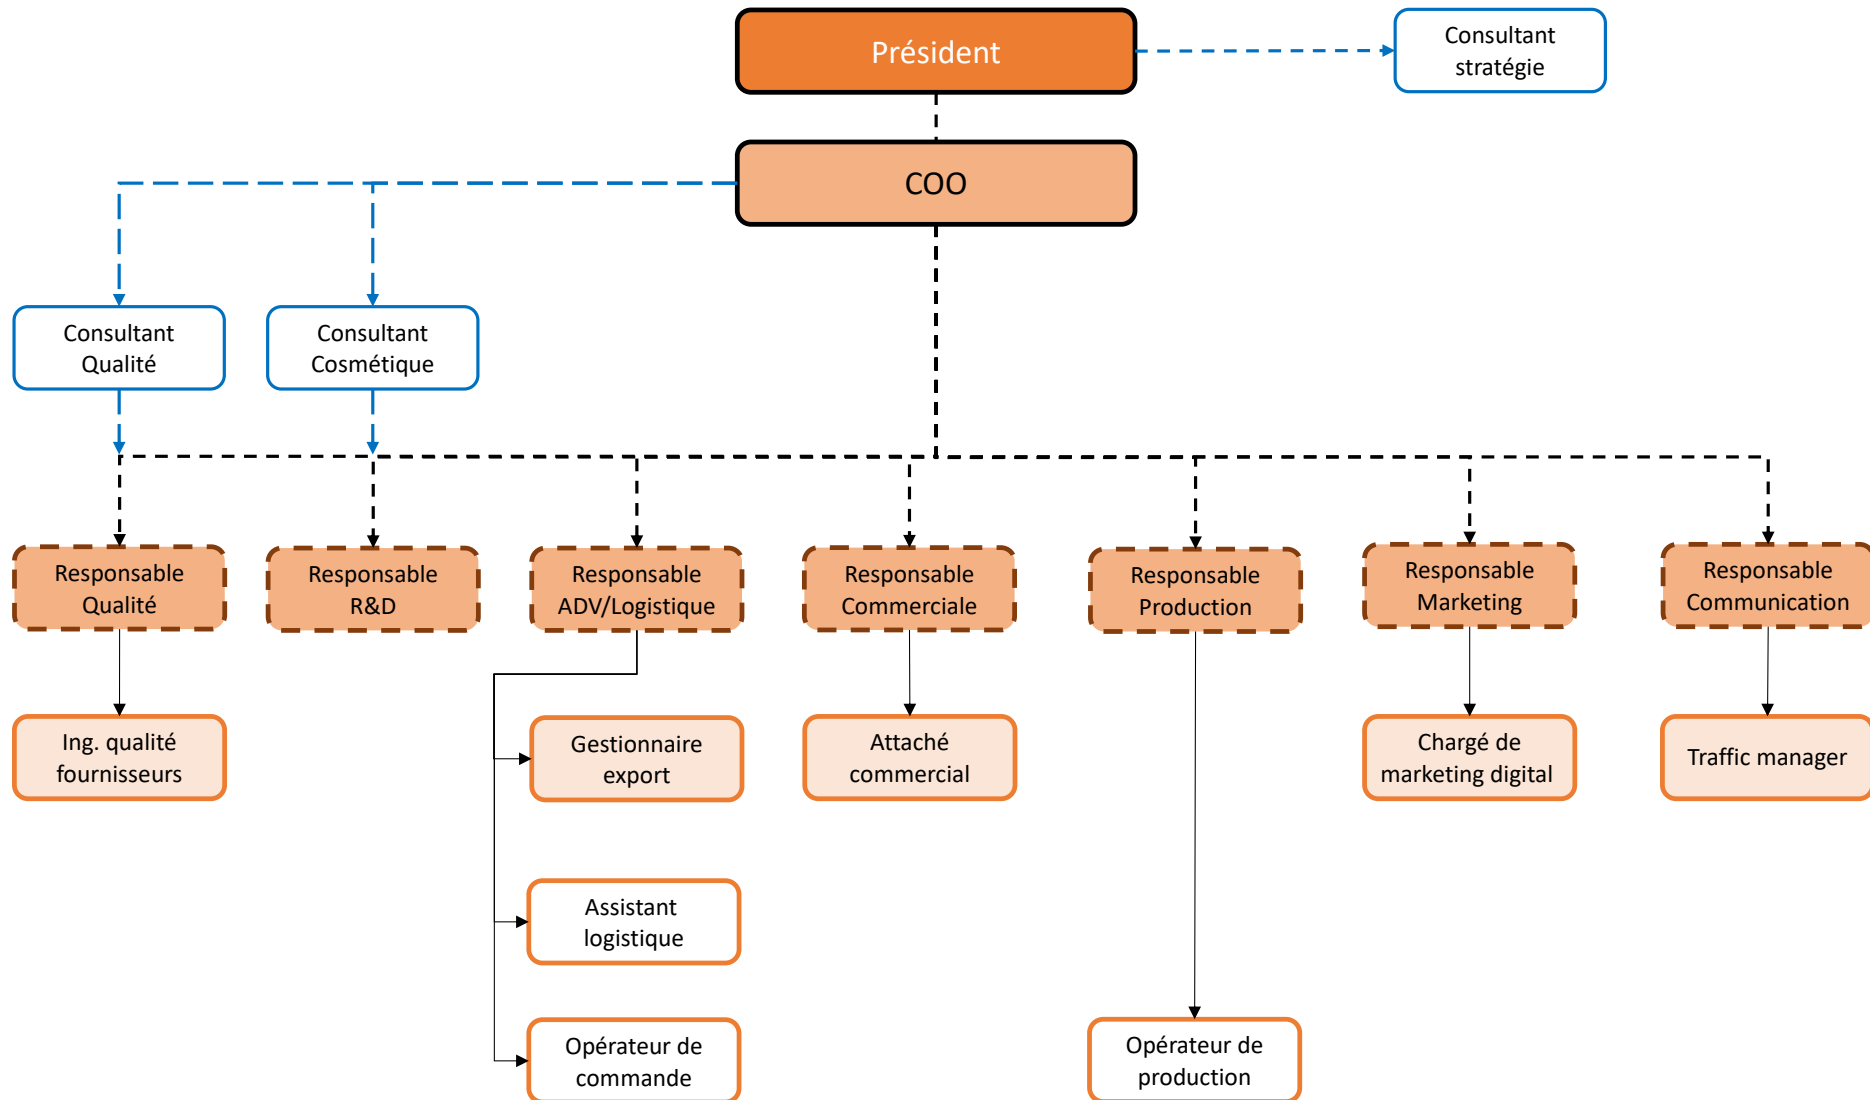 Président
Consultant
stratégie
COO
Consultant
Qualité
Consultant
Cosmétique
Responsable
Qualité
Responsable
R&D
Responsable
ADV/Logistique
Responsable
Commerciale
Responsable
Production
Responsable
Marketing
Responsable
Communication
Ing. qualité
fournisseurs
Gestionnaire
export
Attaché
commercial
Chargé de
marketing digital
Traffic manager
Assistant
logistique
Opérateur de
commande
Opérateur de
production